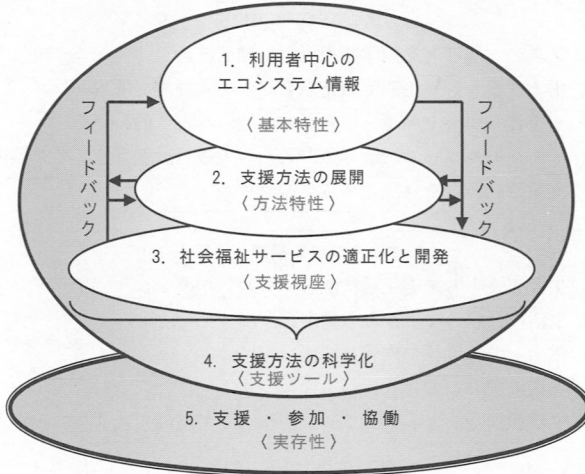 1. 利用者中心の
エコシステム情報
〈基本特性〉
フィードバック
フィードバック
2. 支援方法の展開
〈方法特性〉
3. 社会福祉サービスの適正化と開発
〈支援視座〉
4. 支援方法の科学化
〈支援ツール〉
5. 支援 ・ 参加 ・ 協働
〈実存性〉